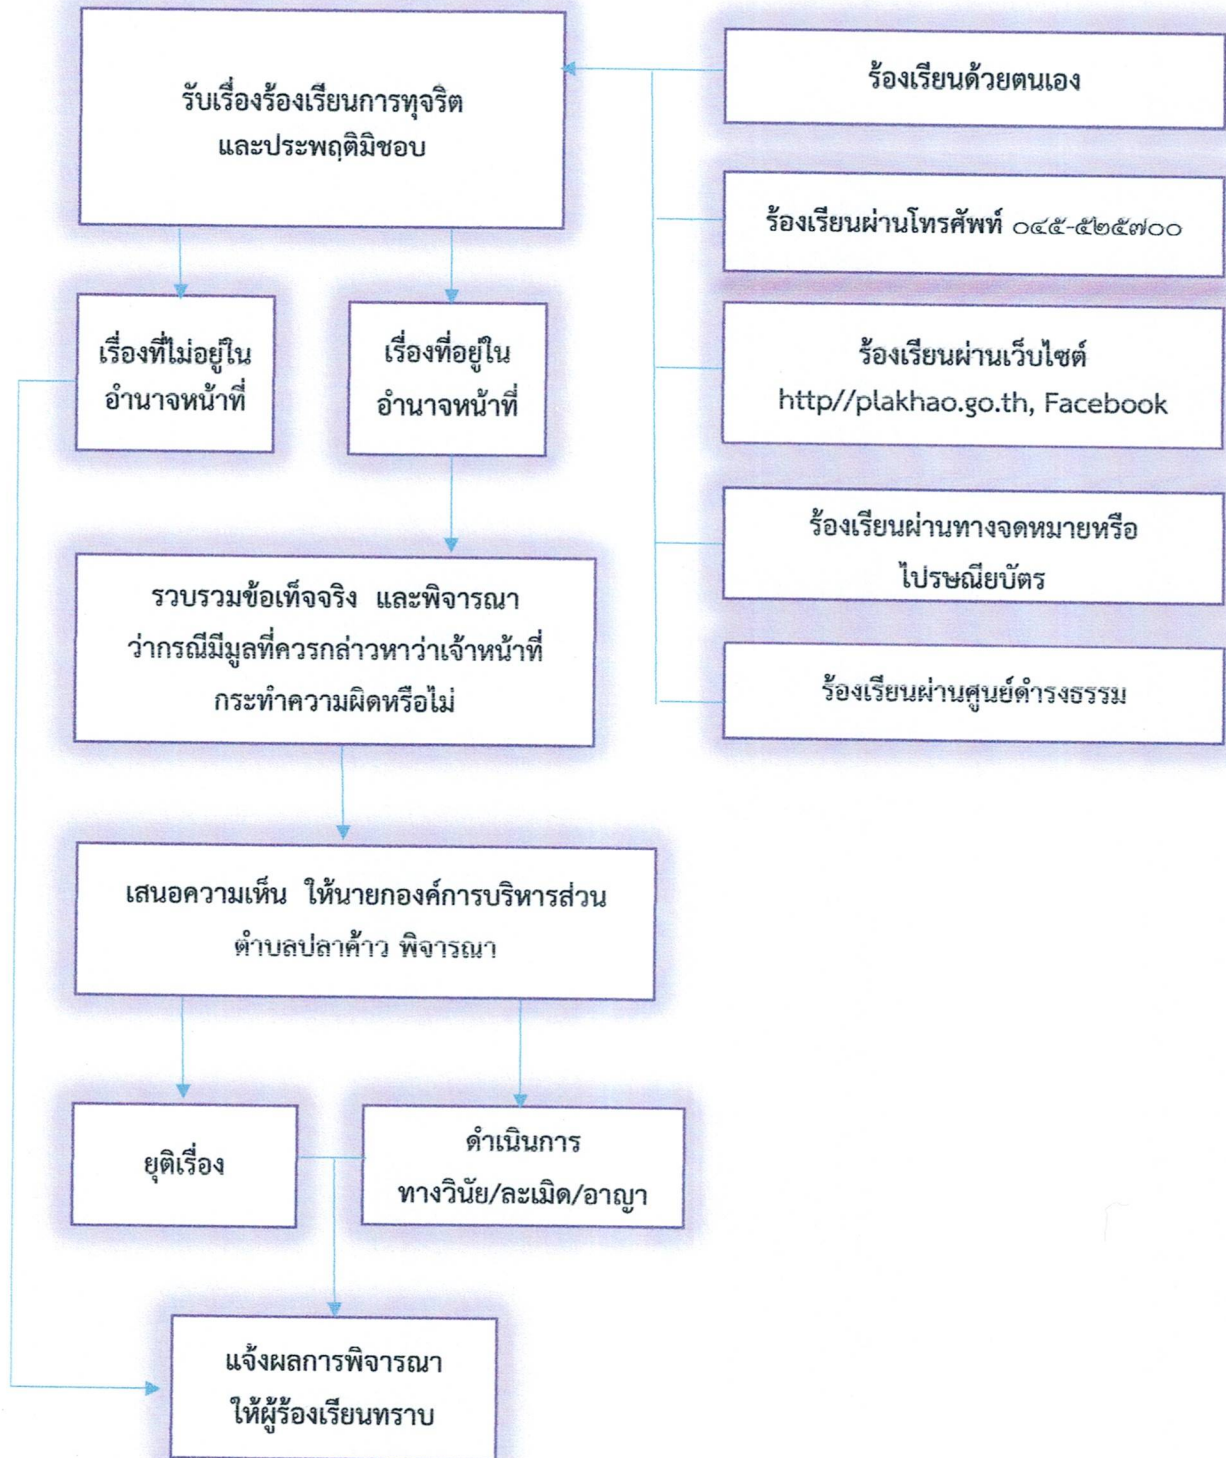 รับเรื่องร้องเรียนการทุจริต
และประพฤติมิชอบ
ร้องเรียนด้วยตนเอง
ร้องเรียนผ่านโทรศัพท์ ๐๔๕-๕๒๕๗๐๐
เรื่องที่ไม่อยู่ใน
อำนาจหน้าที่
เรื่องที่อยู่ใน
อำนาจหน้าที่
ร้องเรียนผ่านเว็บไซต์
http//plakhao.go.th, Facebook
ร้องเรียนผ่านทางจดหมายหรือ
ไปรษณียบัตร
รวบรวมข้อเท็จจริง และพิจารณา
ว่ากรณีมีมูลที่ควรกล่าวหาว่าเจ้าหน้าที่
กระทำความผิดหรือไม่
ร้องเรียนผ่านศูนย์ดำรงธรรม
เสนอความเห็น ให้นายกองค์การบริหารส่วน
ตำบลปลาค้าว พิจารณา
ยุติเรื่อง
ดำเนินการ
ทางวินัย/ละเมิด/อาญา
แจ้งผลการพิจารณา
ให้ผู้ร้องเรียนทราบ